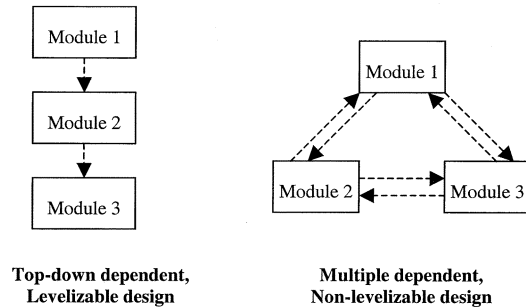 Module 1
Module 2
Module 3
Top-down dependent,
Levelizable design
Module 1
Module 2
Module 3
Multiple dependent,
Non-levelizable design